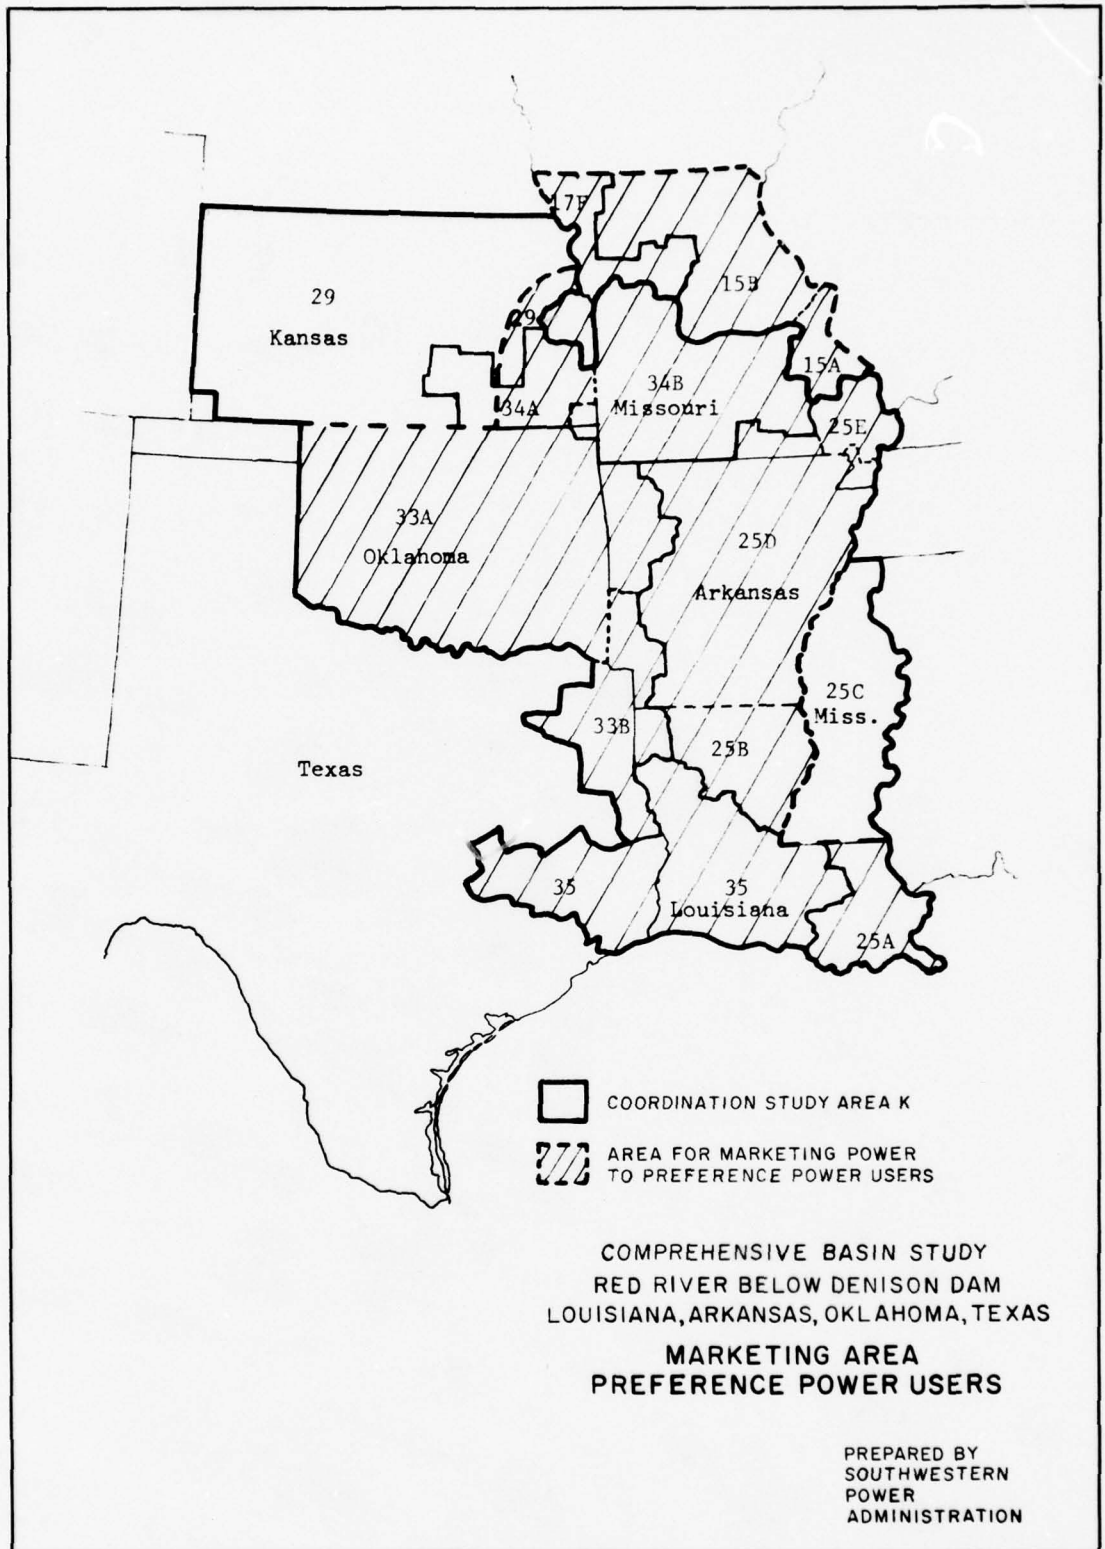 17F
15B
29
29
Kansas
15A
34B
34A
Missouri
25E
33A
25D
Oklahoma
Arkansas
25C
Miss.
33B
25B
Texas
35
35
Louisiana
25A
COORDINATION STUDY AREA K
AREA FOR MARKETING POWER
TO PREFERENCE POWER USERS
COMPREHENSIVE BASIN STUDY
RED RIVER BELOW DENISON DAM
LOUISIANA, ARKANSAS, OKLAHOMA, TEXAS
MARKETING AREA
PREFERENCE POWER USERS
PREPARED BY
SOUTHWESTERN
POWER
ADMINISTRATION